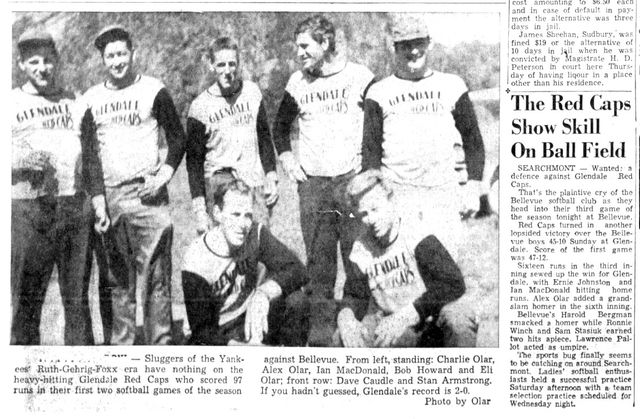 cost amounting to $6.50 each
and in case of default in pay-
ment the alternative was three
days in jail.
James Sheehan, Sudbury, was
fined $19 or the alternative of
10 days in jail when he was
convicted by Magistrate H. D.
Peterson in court here Thurs-
day of having liqour in a place
other than his residence.
The Red Caps
Show Skill
On Ball Field
SEARCHMONT — Wanted: a
defence against Glendale Red
Caps.
That's the plaintive cry of the
Bellevue softball club as they
head into their third game of
the season tonight at Bellevue.
Red Caps turned in another
lopsided victory over the Belle-
vue boys 45-10 Sunday at Glen-
dale. Score of the first game
was 47-12.
Sixteen runs in the third in-
ning sewed up the win for Glen-
dale, with Ernie Johnston and
Ian MacDonald hitting home
runs. Alex Olar added a grand-
slam homer in the sixth inning.
Bellevue's Harold Bergman
smacked a homer while Ronnie
Winch and Sam Stasiuk earned
two hits apiece. Lawrence Pal-
lot acted as umpire.
The sports bug finally seems
to be catching on around Search-
mont. Ladies' softball enthus-
iasts held a successful practice
Saturday afternoon with a team
selection practice scheduled for
Wednesday night.
GLENDALE
RED CAPS
GLENDALE
RED CAPS
GLENDALE
RED CAPS
GLENDALE
RED CAPS
GLENDALE
RED CAPS
GLENDALE
GLENDALE
RED CAPS
— Sluggers of the Yank-
ees' Ruth-Gehrig-Foxx era have nothing on the
heavy-hitting Glendale Red Caps who scored 97
runs in their first two softball games of the season
against Bellevue. From left, standing: Charlie Olar,
Alex Olar, Ian MacDonald, Bob Howard and Eli
Olar; front row: Dave Caudle and Stan Armstrong.
If you hadn't guessed, Glendale's record is 2-0.
Photo by Olar